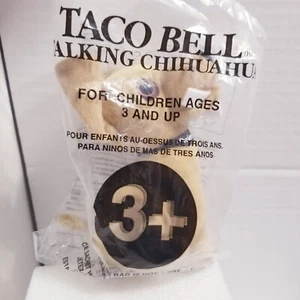 TACO BELL
TALKING CHIHUAHUA
FOR CHILDREN AGES
3 AND UP
POUR ENFANTS AU-DESSUS DE TROIS ANS.
PARA NINOS DE MAS DE TRES ANOS
3+